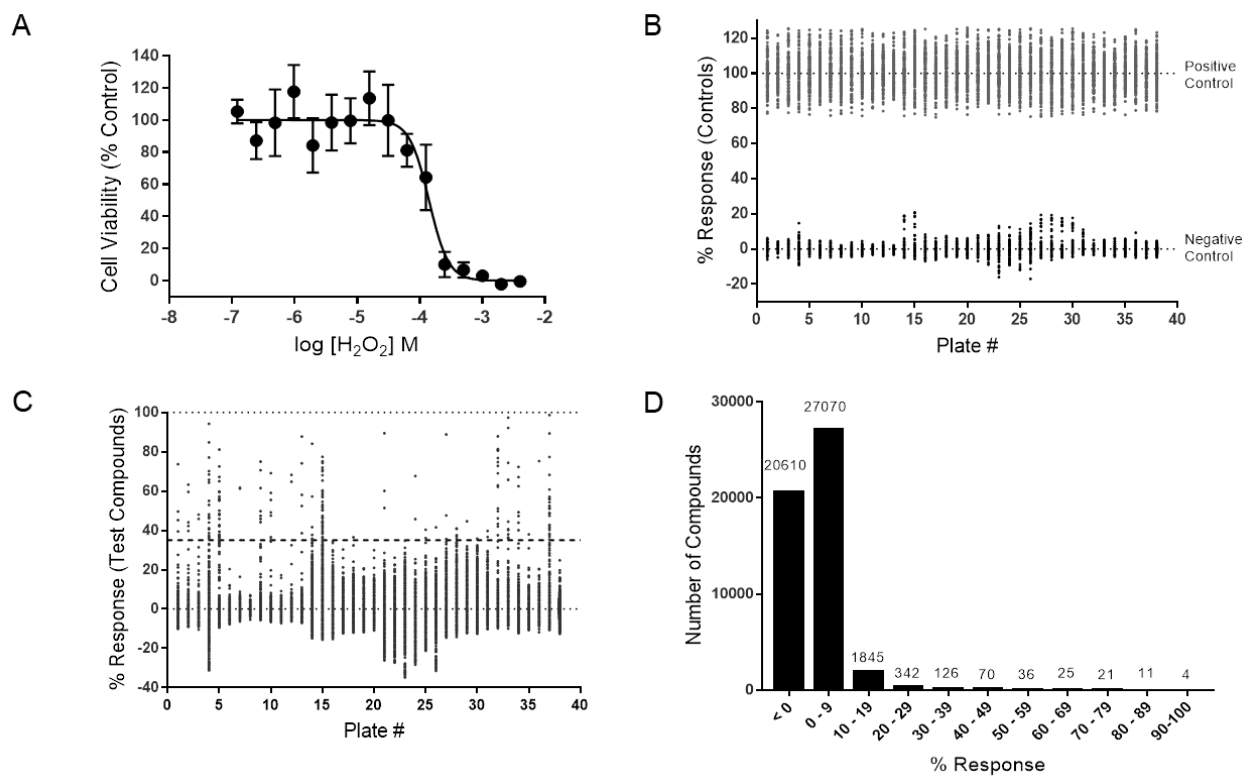 A
Cell Viability (% Control)
140
120
100
80
60
40
20
0
-8
-7
-6
-5
-4
-3
-2
log [H₂O₂] M
B
% Response (Controls)
120
100
80
60
40
20
0
-20
Positive
Control
Negative
Control
0
5
10
15
20
25
30
35
40
Plate #
C
% Response (Test Compounds)
100
80
60
40
20
0
-20
-40
0
5
10
15
20
25
30
35
40
Plate #
D
Number of Compounds
30000
20000
10000
0
20610
27070
1845
342
126
70
36
25
21
11
4
< 0
0 - 9
10 - 19
20 - 29
30 - 39
40 - 49
50 - 59
60 - 69
70 - 79
80 - 89
90-100
% Response